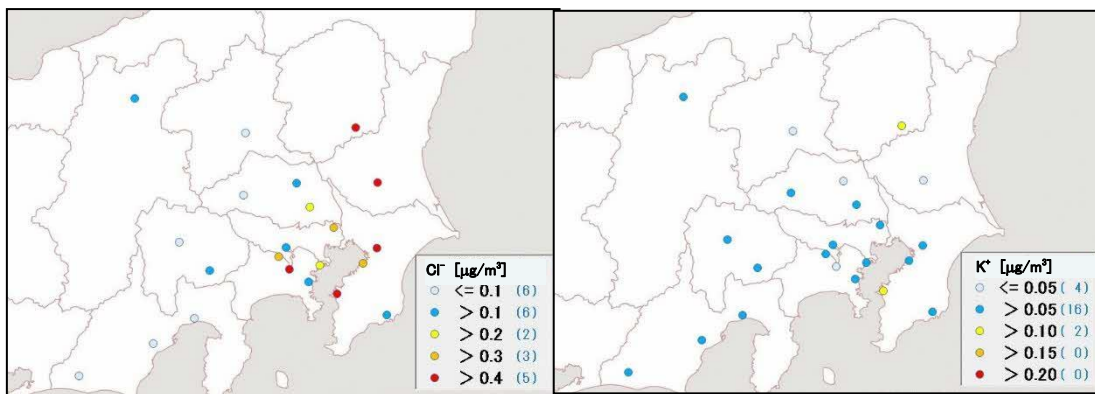 Cl⁻ [μg/m³]
<= 0.1 (6)
> 0.1 (6)
> 0.2 (2)
> 0.3 (3)
> 0.4 (5)
K⁺ [μg/m³]
<= 0.05 ( 4)
> 0.05 (16)
> 0.10 ( 2)
> 0.15 ( 0)
> 0.20 ( 0)